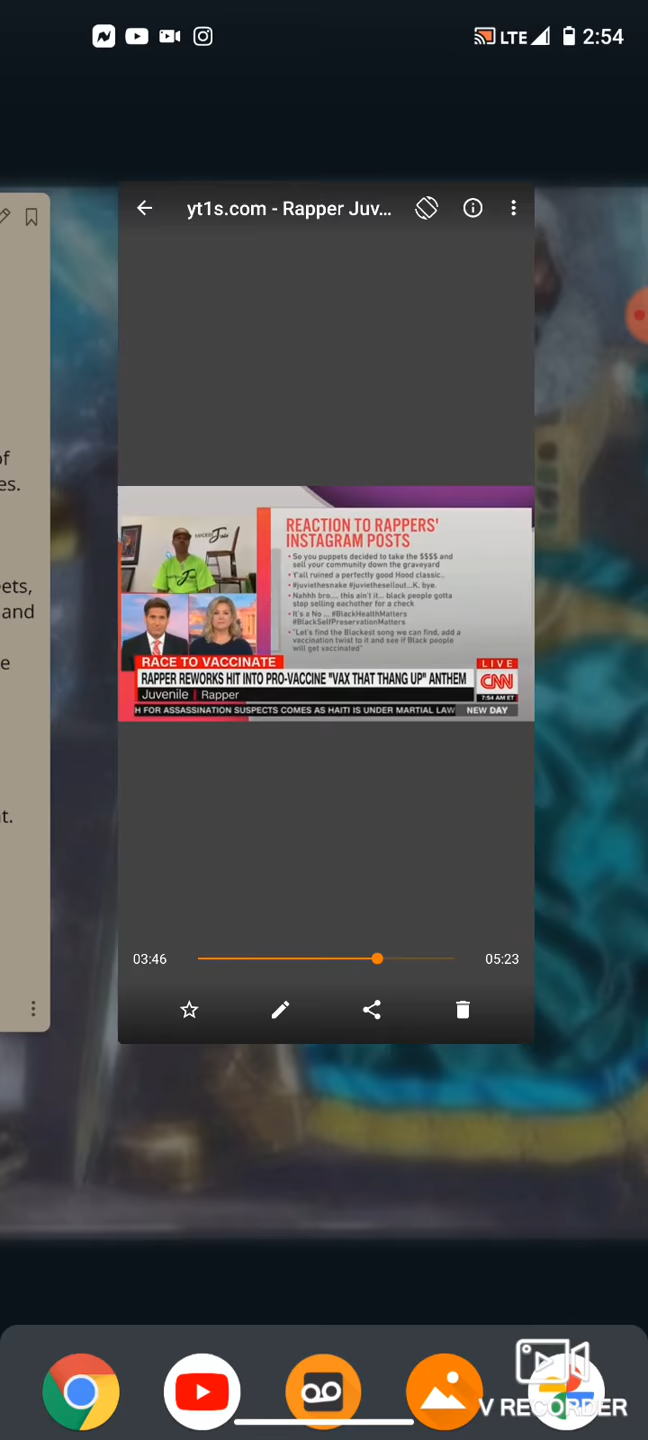 LTE 2:54
yt1s.com - Rapper Juv...
of
es.
eets,
and
e
t.
REACTION TO RAPPERS'
INSTAGRAM POSTS
• So you puppets decided to take the $$$$ and
sell your community down the graveyard
• Y'all ruined a perfectly good Hood classic..
• #juviethesnake #juviethesellout...K. bye.
• Nahhh bro.... this ain't it... black people gotta
stop selling eachother for a check
• It's a No ... #BlackHealthMatters
#BlackSelfPreservationMatters
• "Let's find the Blackest song we can find, add a
vaccination twist to it and see if Black people
will get vaccinated"
RACE TO VACCINATE
RAPPER REWORKS HIT INTO PRO-VACCINE "VAX THAT THANG UP" ANTHEM
Juvenile | Rapper
LIVE
CNN
7:54 AM ET
H FOR ASSASSINATION SUSPECTS COMES AS HAITI IS UNDER MARTIAL LAW
NEW DAY
03:46
05:23
V RECORDER